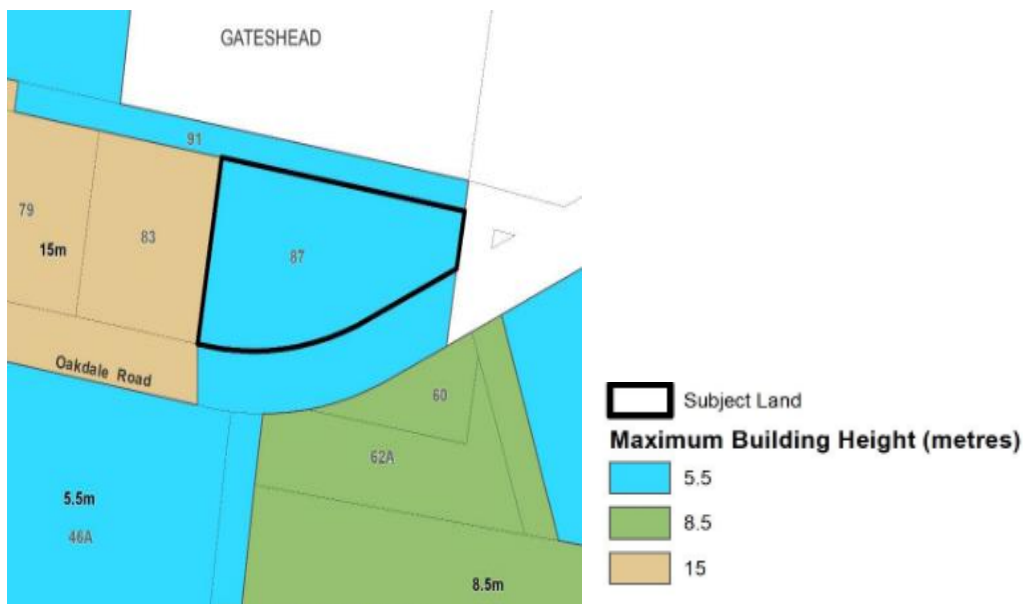 GATESHEAD
91
79
83
15m
87
Oakdale Road
60
62A
5.5m
46A
8.5m
Subject Land
Maximum Building Height (metres)
5.5
8.5
15